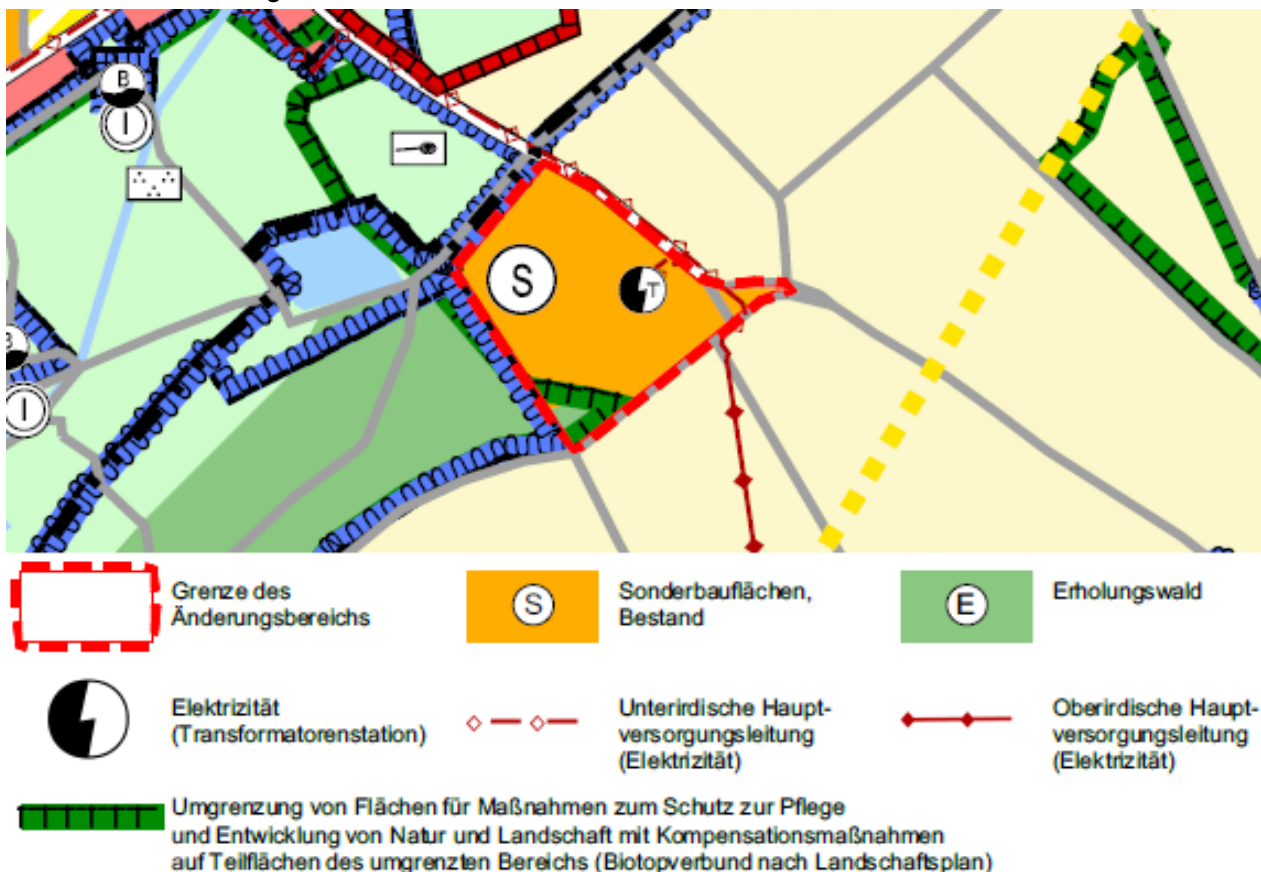 B
I
S
T
B
I
Grenze des
Änderungsbereichs
S
Sonderbauflächen,
Bestand
E
Erholungswald
Elektrizität
(Transformatorenstation)
Unterirdische Haupt-
versorgungsleitung
(Elektrizität)
Oberirdische Haupt-
versorgungsleitung
(Elektrizität)
Umgrenzung von Flächen für Maßnahmen zum Schutz zur Pflege
und Entwicklung von Natur und Landschaft mit Kompensationsmaßnahmen
auf Teilflächen des umgrenzten Bereichs (Biotopverbund nach Landschaftsplan)